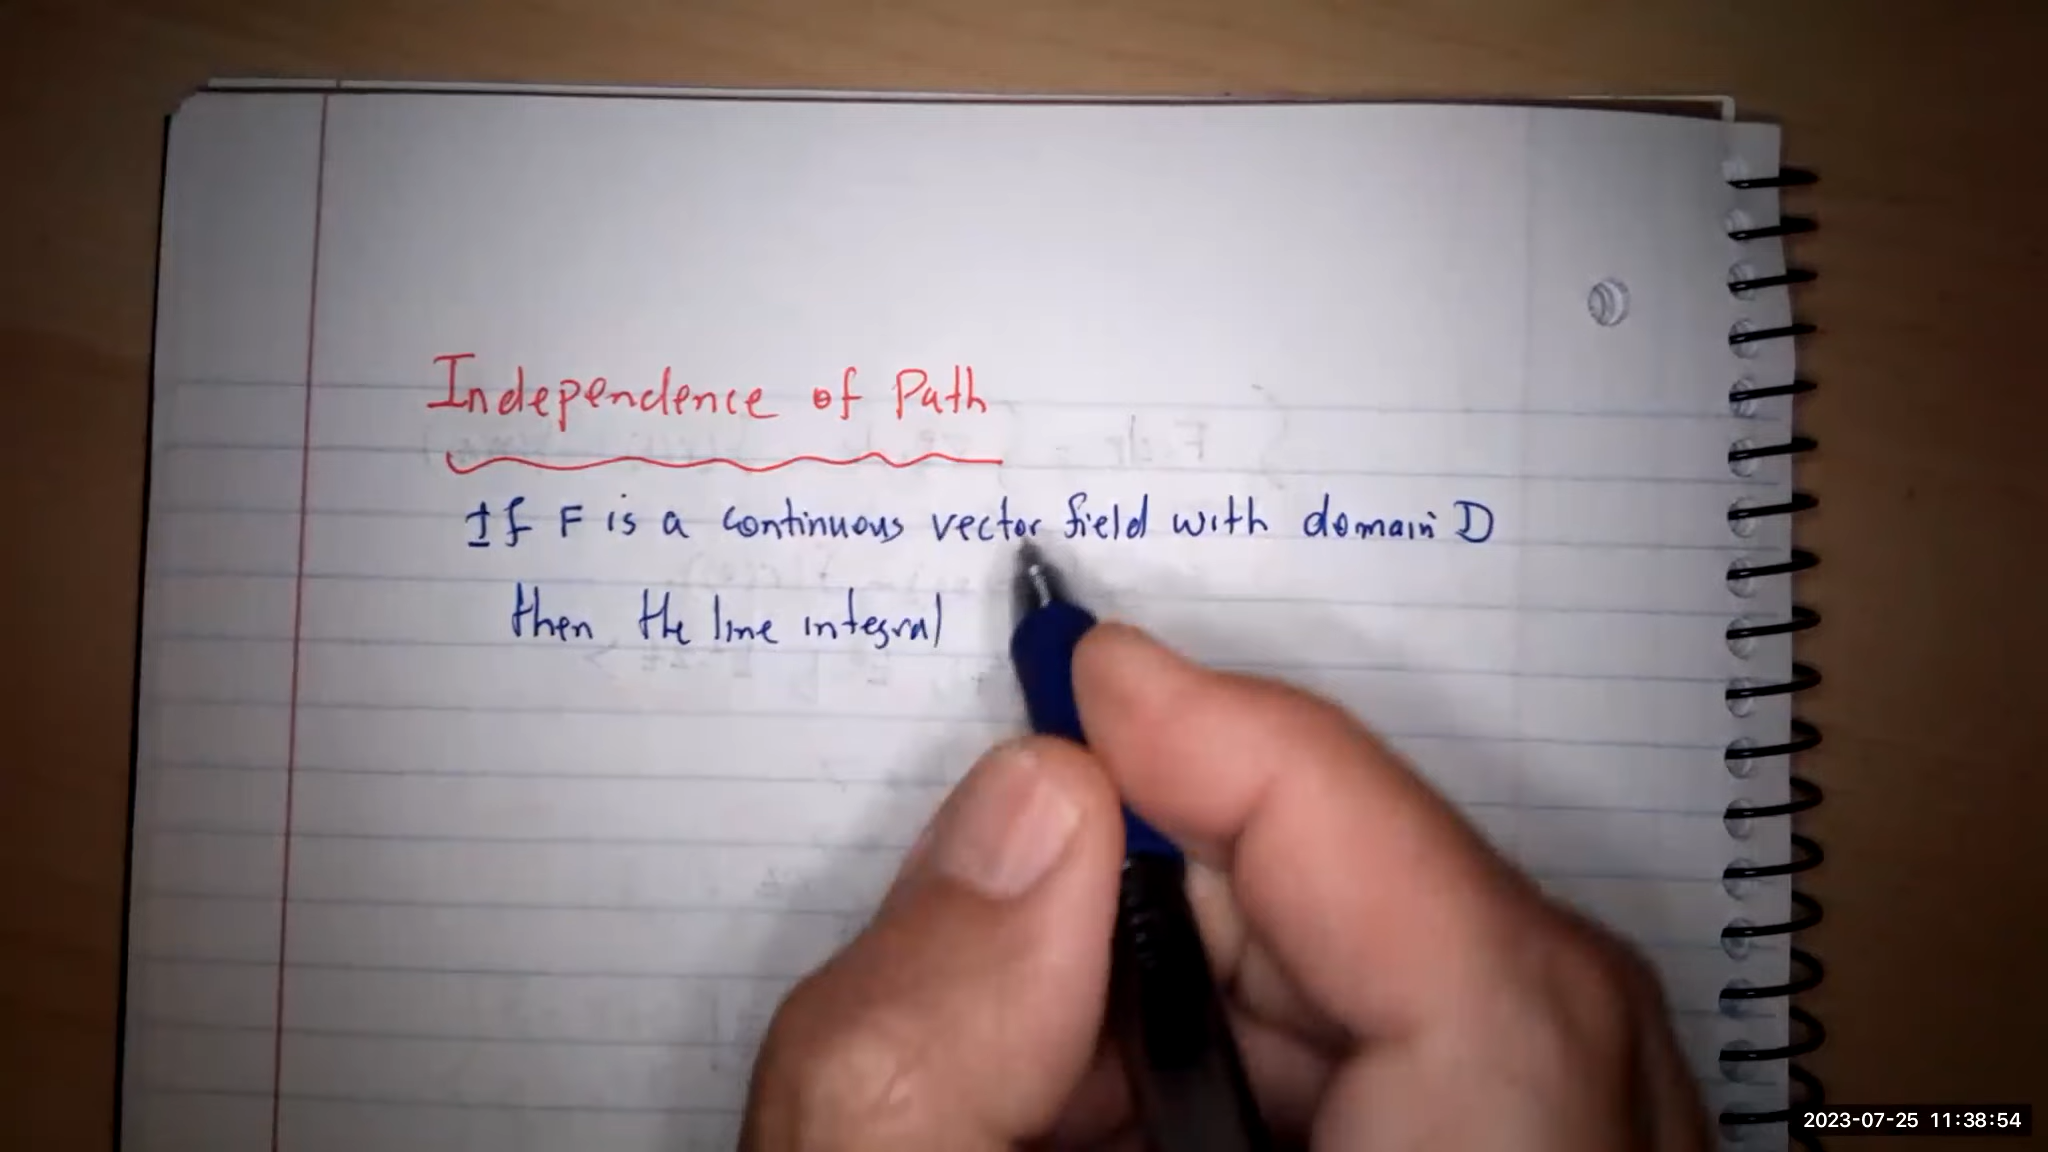 Independence of Path
If F is a continuous vector field with domain D
then the line integral
2023-07-25 11:38:54